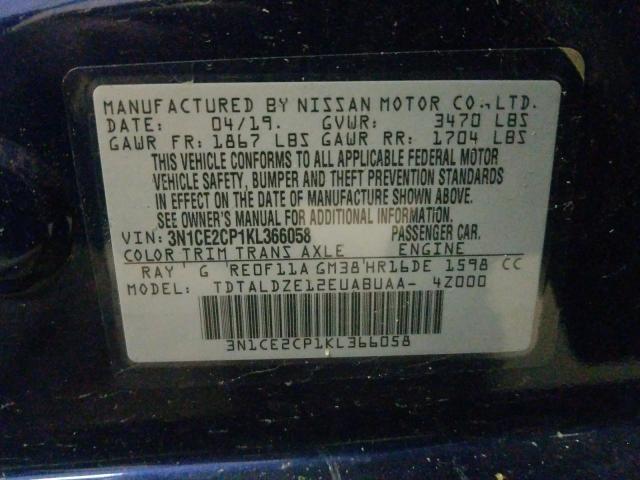 MANUFACTURED BY NISSAN MOTOR CO., LTD.
DATE: 04/19. GVWR: 3470 LBS
GAWR FR: 1867 LBS GAWR RR: 1704 LBS
THIS VEHICLE CONFORMS TO ALL APPLICABLE FEDERAL MOTOR
VEHICLE SAFETY, BUMPER AND THEFT PREVENTION STANDARDS
IN EFFECT ON THE DATE OF MANUFACTURE SHOWN ABOVE.
SEE OWNER'S MANUAL FOR ADDITIONAL INFORMATION.
VIN: 3N1CE2CP1KL366058 PASSENGER CAR.
COLOR TRIM TRANS AXLE ENGINE
RAY ' G ' RE0F11A GM38'HR16DE 1598 CC
MODEL: TDTALDZE12EUABUAA- 4Z000
3N1CE2CP1KL366058